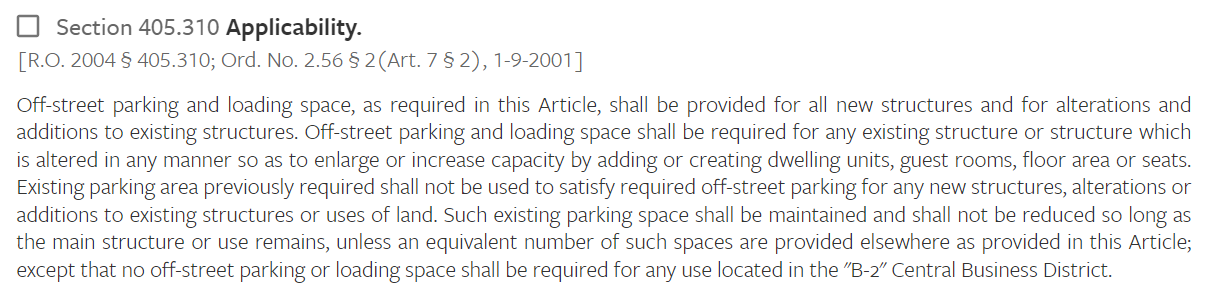 Section 405.310 Applicability.
[R.O. 2004 § 405.310; Ord. No. 2.56 § 2(Art. 7 § 2), 1-9-2001]
Off-street parking and loading space, as required in this Article, shall be provided for all new structures and for alterations and
additions to existing structures. Off-street parking and loading space shall be required for any existing structure or structure which
is altered in any manner so as to enlarge or increase capacity by adding or creating dwelling units, guest rooms, floor area or seats.
Existing parking area previously required shall not be used to satisfy required off-street parking for any new structures, alterations or
additions to existing structures or uses of land. Such existing parking space shall be maintained and shall not be reduced so long as
the main structure or use remains, unless an equivalent number of such spaces are provided elsewhere as provided in this Article;
except that no off-street parking or loading space shall be required for any use located in the "B-2" Central Business District.